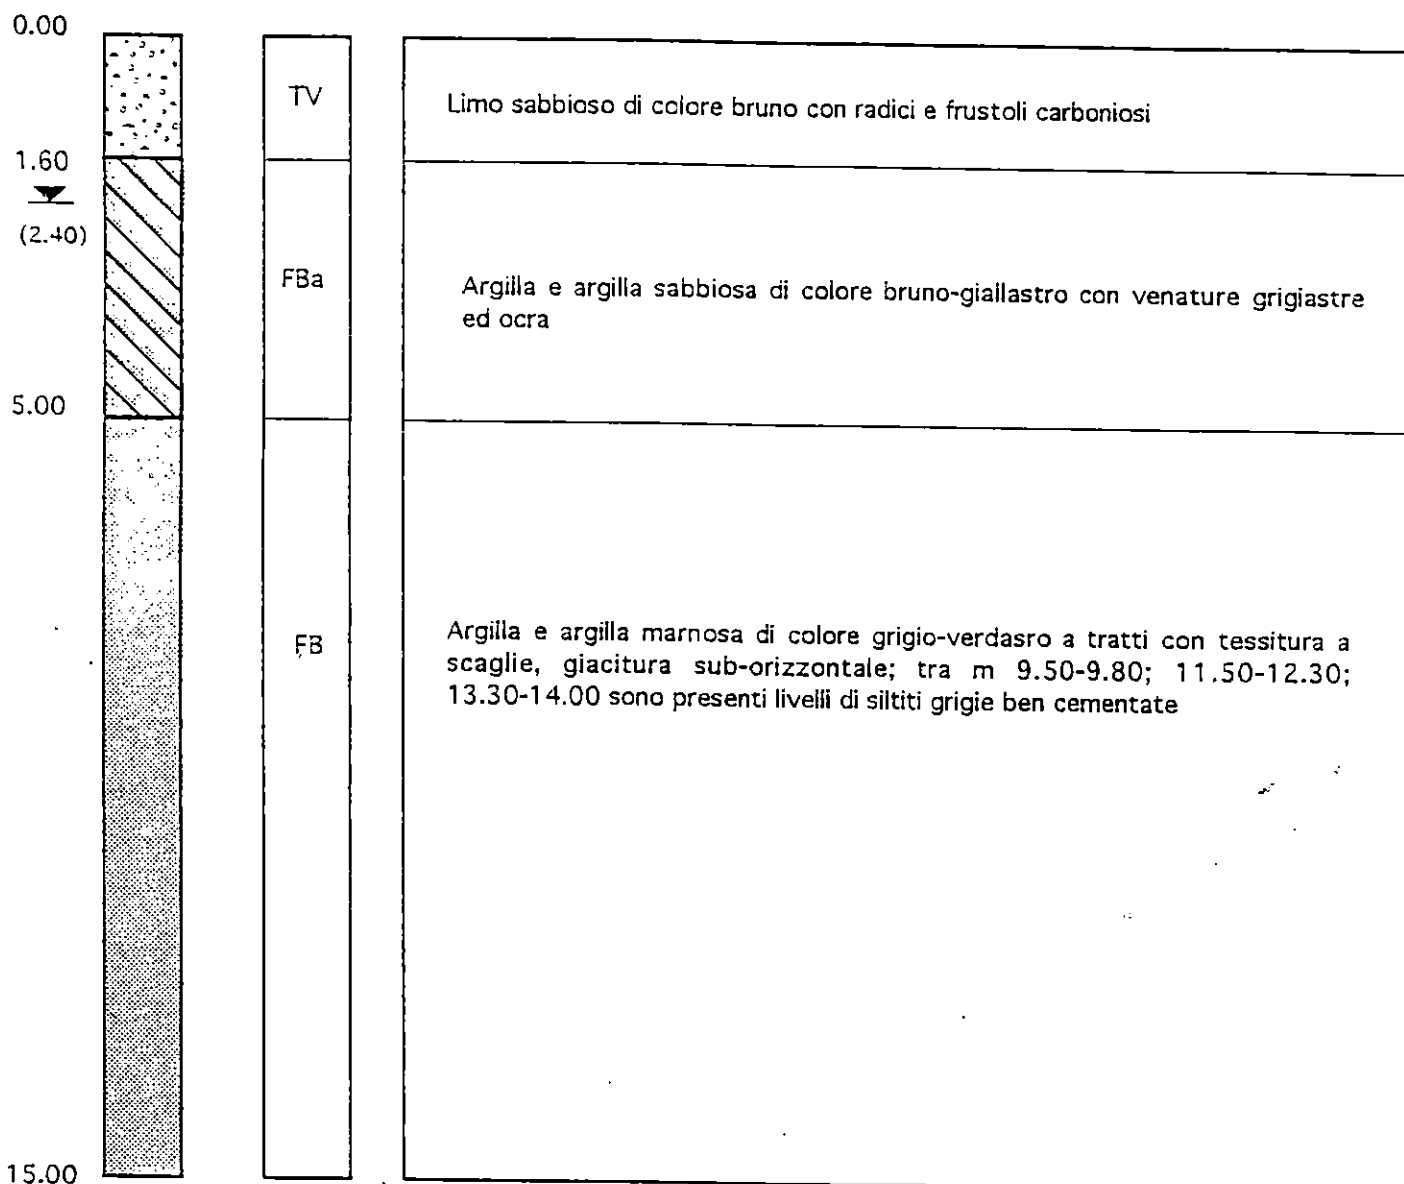 0.00
TV
Limo sabbioso di colore bruno con radici e frustoli carboniosi
1.60
(2.40)
FBa
Argilla e argilla sabbiosa di colore bruno-giallastro con venature grigiastre
ed ocra
5.00
FB
Argilla e argilla marnosa di colore grigio-verdasro a tratti con tessitura a
scaglie, giacitura sub-orizzontale; tra m 9.50-9.80; 11.50-12.30;
13.30-14.00 sono presenti livelli di siltiti grigie ben cementate
15.00